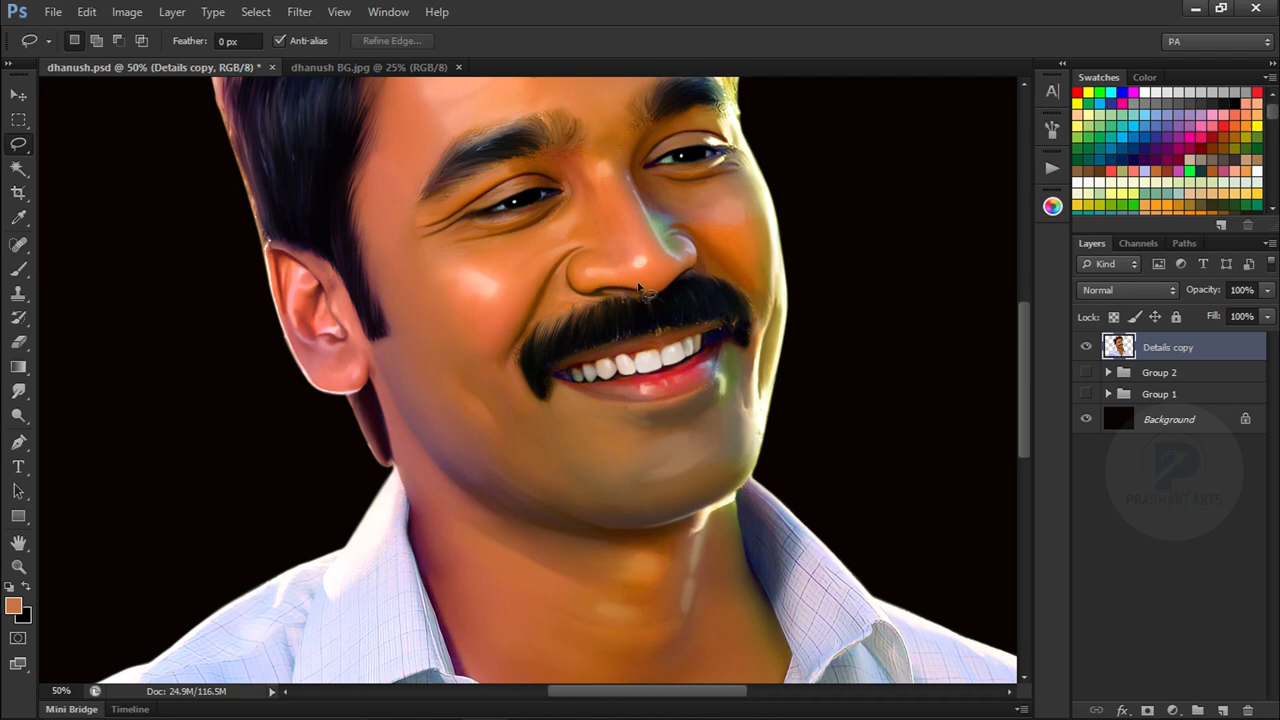 Ps File Edit Image Layer Type Select Filter View Window Help
Feather: 0 px Anti-alias Refine Edge... PA
dhanush.psd @ 50% (Details copy, RGB/8) * × dhanush BG.jpg @ 25% (RGB/8) ×
Swatches Color
Layers Channels Paths
Kind
Normal Opacity: 100%
Lock: Fill: 100%
Details copy
Group 2
Group 1
Background
PRASHANT ARTS
50% Doc: 24.9M/116.5M
Mini Bridge Timeline
fx